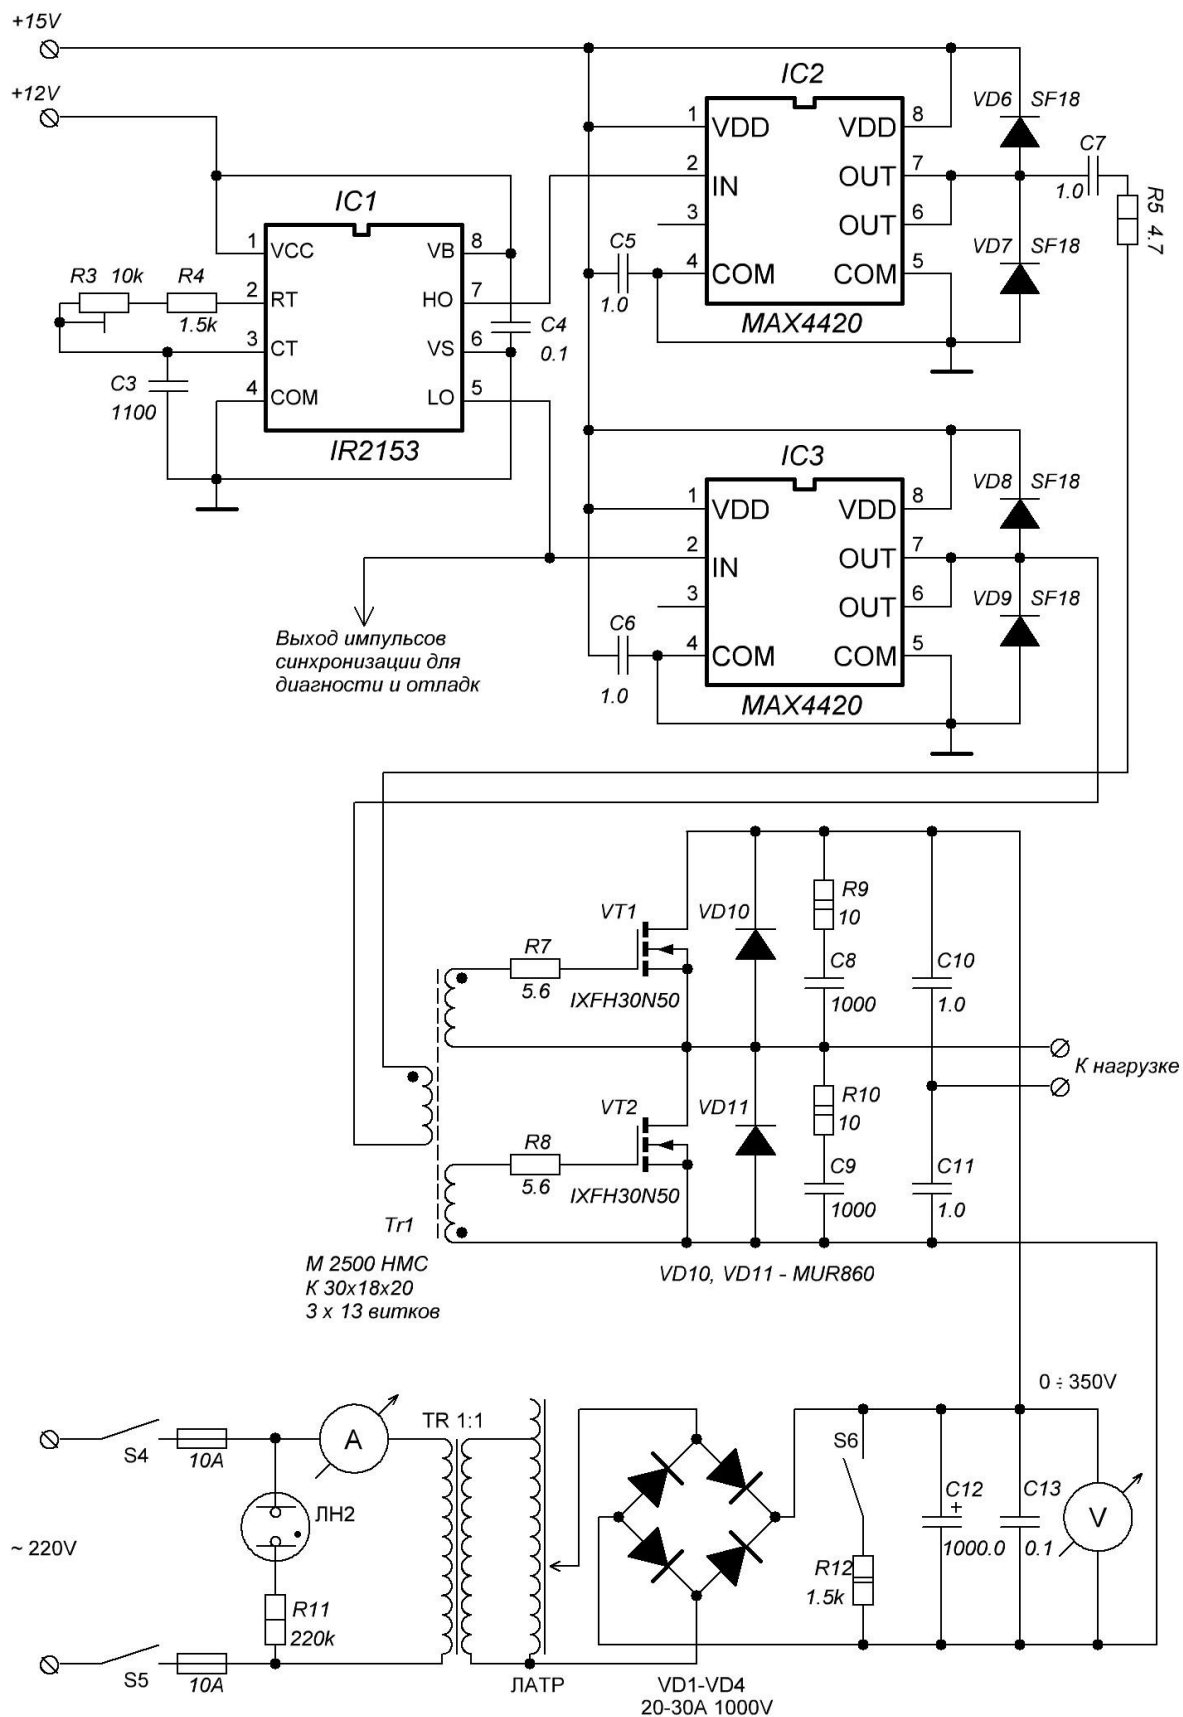 +15V
+12V
IC1
1 VCC VB 8
2 RT HO 7
3 CT VS 6
4 COM LO 5
IR2153
R3 10k
R4
1.5k
C3
1100
C4
0.1
IC2
1 VDD VDD 8
2 IN OUT 7
3 OUT 6
4 COM COM 5
MAX4420
C5
1.0
VD6 SF18
VD7 SF18
C7
1.0
R5 4.7
IC3
1 VDD VDD 8
2 IN OUT 7
3 OUT 6
4 COM COM 5
MAX4420
C6
1.0
VD8 SF18
VD9 SF18
Выход импульсов
синхронизации для
диагности и отладк
R7
5.6
VT1
IXFH30N50
VD10
R9
10
C8
1000
C10
1.0
К нагрузке
R8
5.6
VT2
IXFH30N50
VD11
R10
10
C9
1000
C11
1.0
Tr1
М 2500 НМС
К 30х18х20
3 х 13 витков
VD10, VD11 - MUR860
0 ÷ 350V
S4
10A
A
TR 1:1
ЛН2
~ 220V
R11
220k
S5
10A
ЛАТР
VD1-VD4
20-30A 1000V
S6
R12
1.5k
C12
+
1000.0
C13
0.1
V